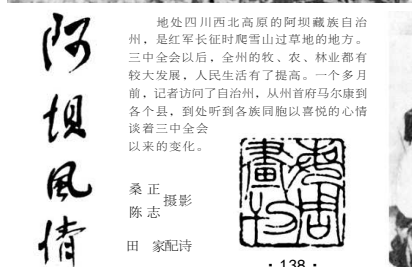 阿坝风情
地处四川西北高原的阿坝藏族自治
州，是红军长征时爬雪山过草地的地方。
三中全会以后，全州的牧、农、林业都有
较大发展，人民生活有了提高。一个多月
前，记者访问了自治州，从州首府马尔康到
各个县，到处听到各族同胞以喜悦的心情
谈着三中全会
以来的变化。
桑正
陈志
摄影
田 家配诗
· 138 ·